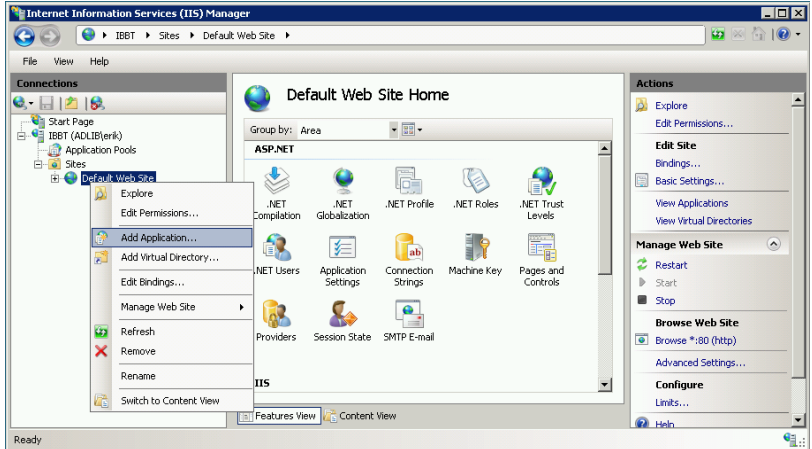 Internet Information Services (IIS) Manager
IBBT Sites Default Web Site
File View Help
Connections
Start Page
IBBT (ADLIB\erik)
Application Pools
Sites
Default Web Site
Explore
Edit Permissions...
Add Application...
Add Virtual Directory...
Edit Bindings...
Manage Web Site
Refresh
Remove
Rename
Switch to Content View
Default Web Site Home
Group by: Area
ASP.NET
.NET Compilation
.NET Globalization
.NET Profile
.NET Roles
.NET Trust Levels
.NET Users
Application Settings
Connection Strings
ab
Machine Key
Pages and Controls
Providers
Session State
SMTP E-mail
IIS
Features View Content View
Actions
Explore
Edit Permissions...
Edit Site
Bindings...
Basic Settings...
View Applications
View Virtual Directories
Manage Web Site
Restart
Start
Stop
Browse Web Site
Browse *:80 (http)
Advanced Settings...
Configure
Limits...
Help
Ready